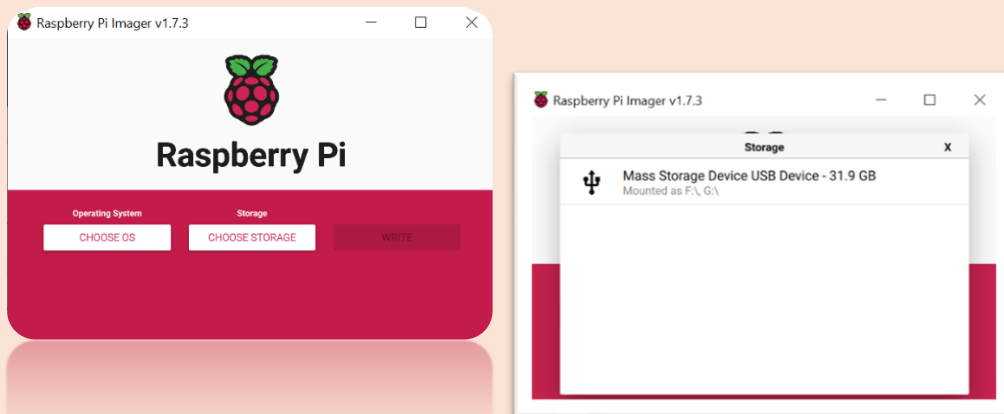 Raspberry Pi Imager v1.7.3
Raspberry Pi
Operating System
Storage
CHOOSE OS
CHOOSE STORAGE
WRITE
Raspberry Pi Imager v1.7.3
Storage
X
Mass Storage Device USB Device - 31.9 GB
Mounted as F:\, G:\